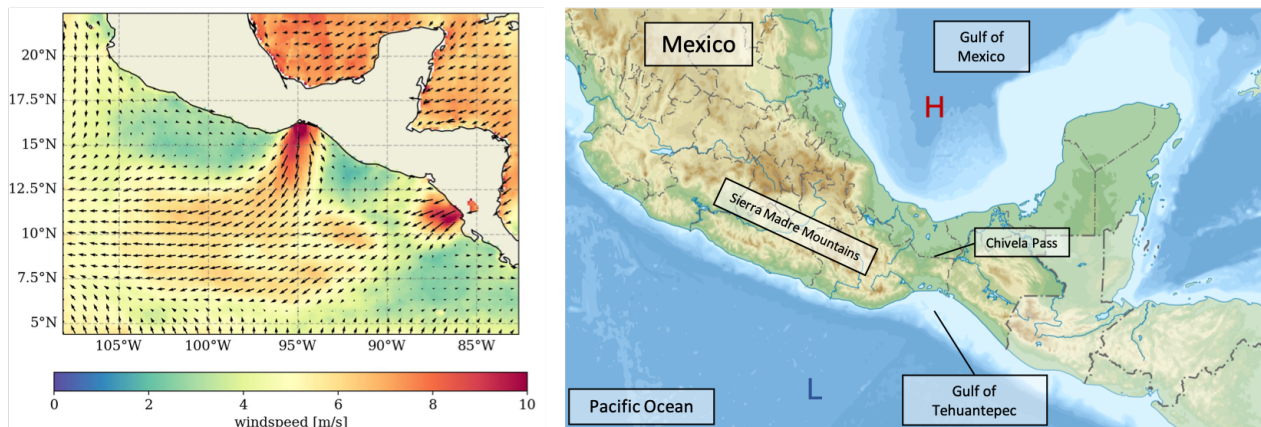 20°N
17.5°N
15°N
12.5°N
10°N
7.5°N
5°N
105°W 100°W 95°W 90°W 85°W
0 2 4 6 8 10
windspeed [m/s]
Mexico
Gulf of
Mexico
H
Sierra Madre Mountains
Chivela Pass
L
Pacific Ocean
Gulf of
Tehuantepec